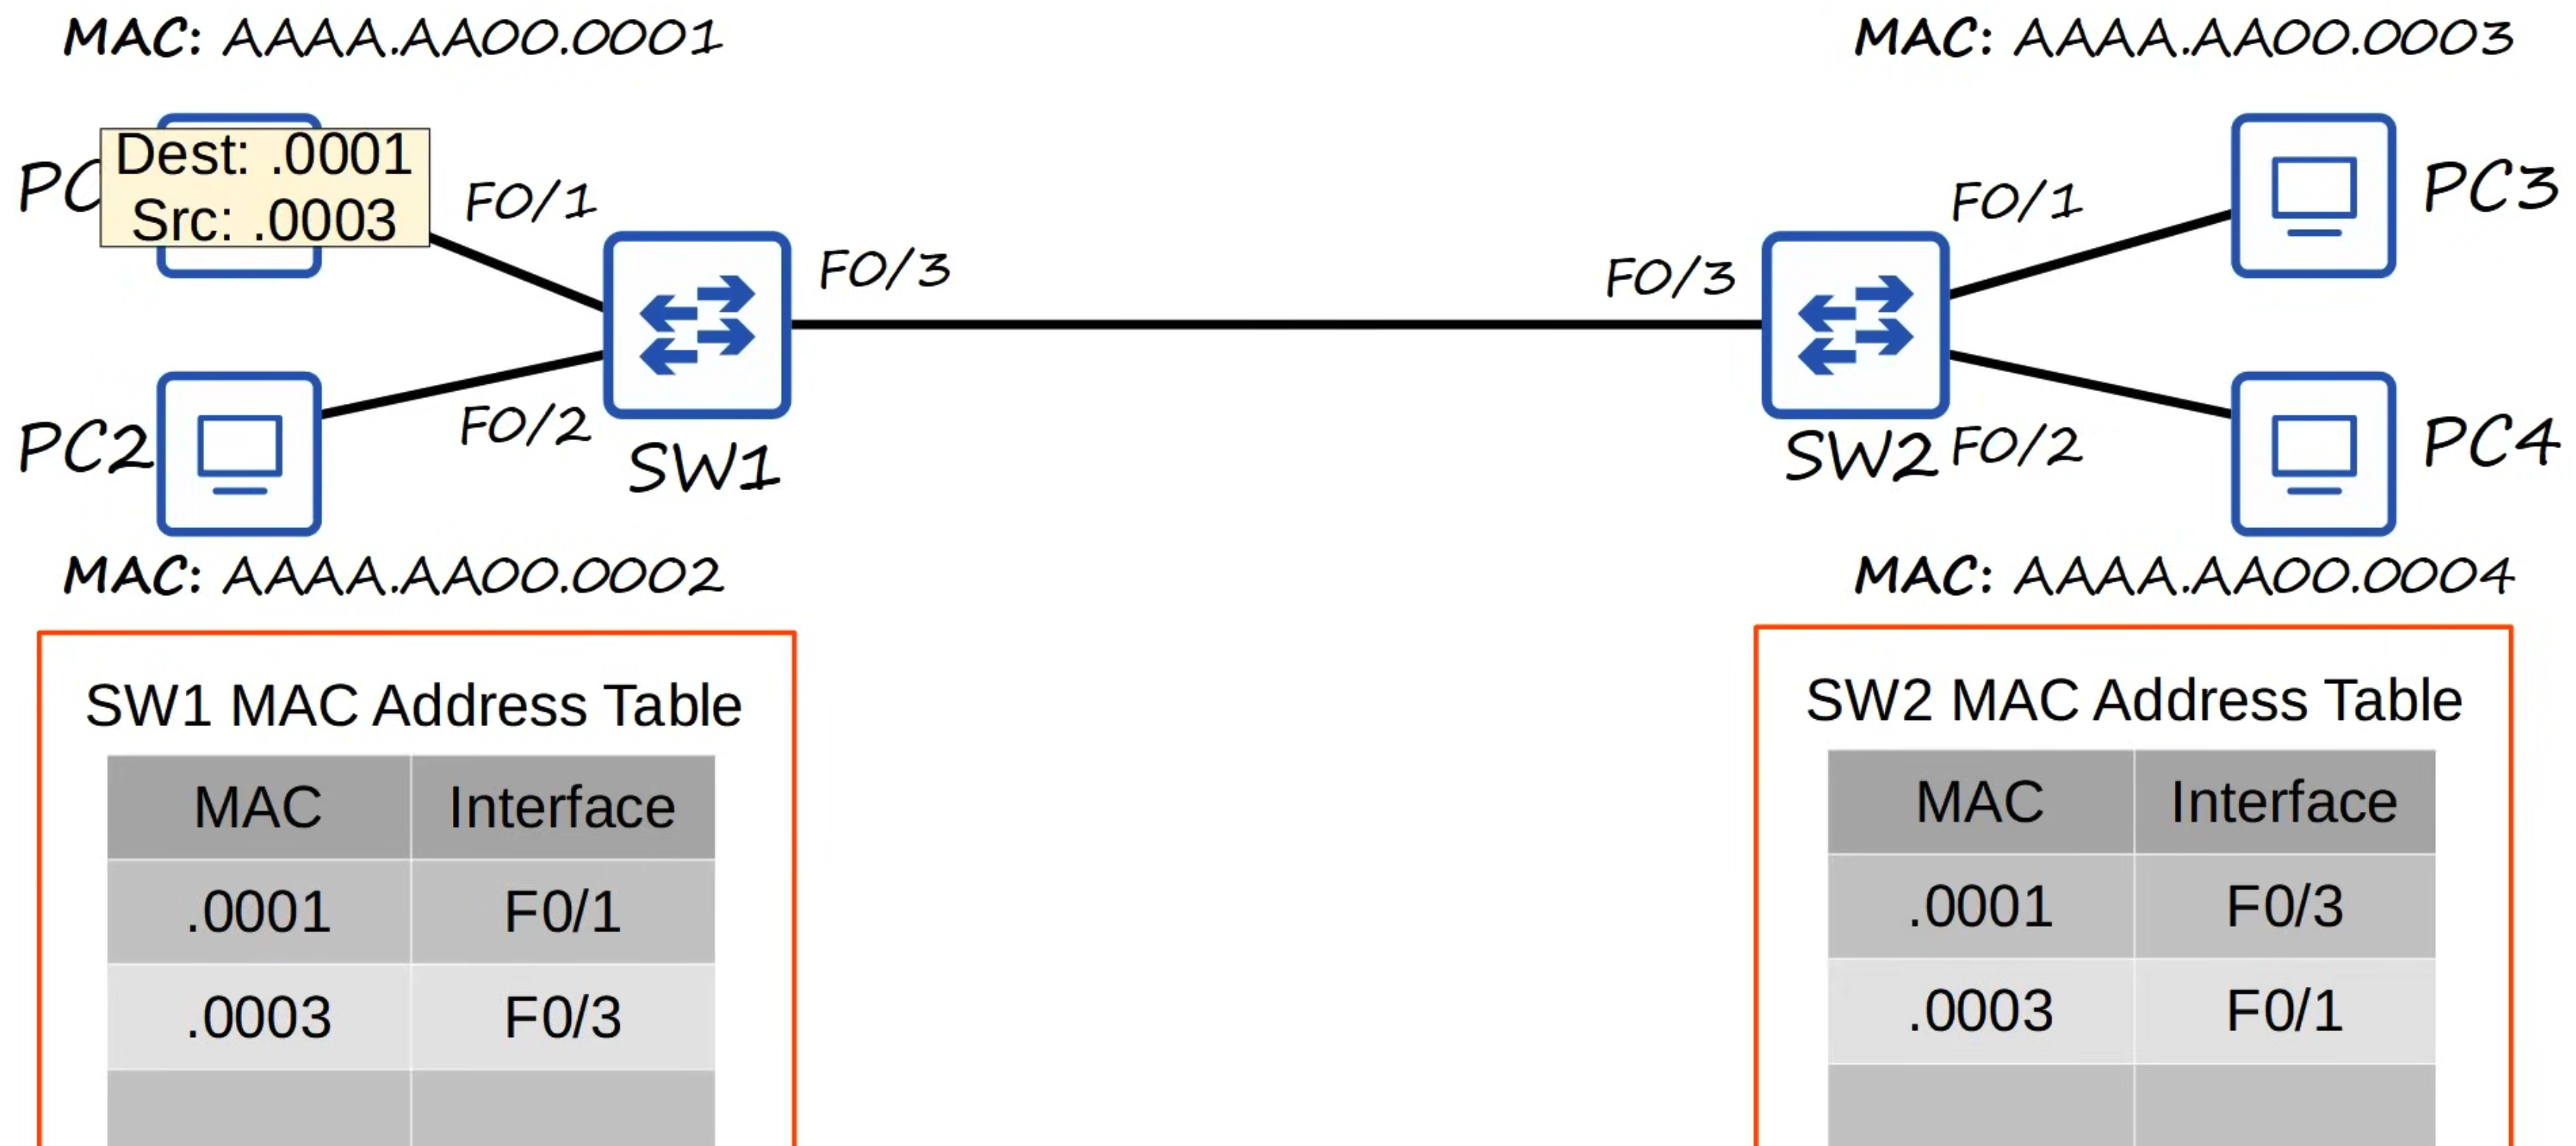 MAC: AAAA.AA00.0001
MAC: AAAA.AA00.0003
PC
Dest: .0001
Src: .0003
F0/1
F0/3
F0/3
F0/1
PC3
PC2
F0/2
SW1
SW2
F0/2
PC4
MAC: AAAA.AA00.0002
MAC: AAAA.AA00.0004
SW1 MAC Address Table
MAC Interface
.0001 F0/1
.0003 F0/3
SW2 MAC Address Table
MAC Interface
.0001 F0/3
.0003 F0/1